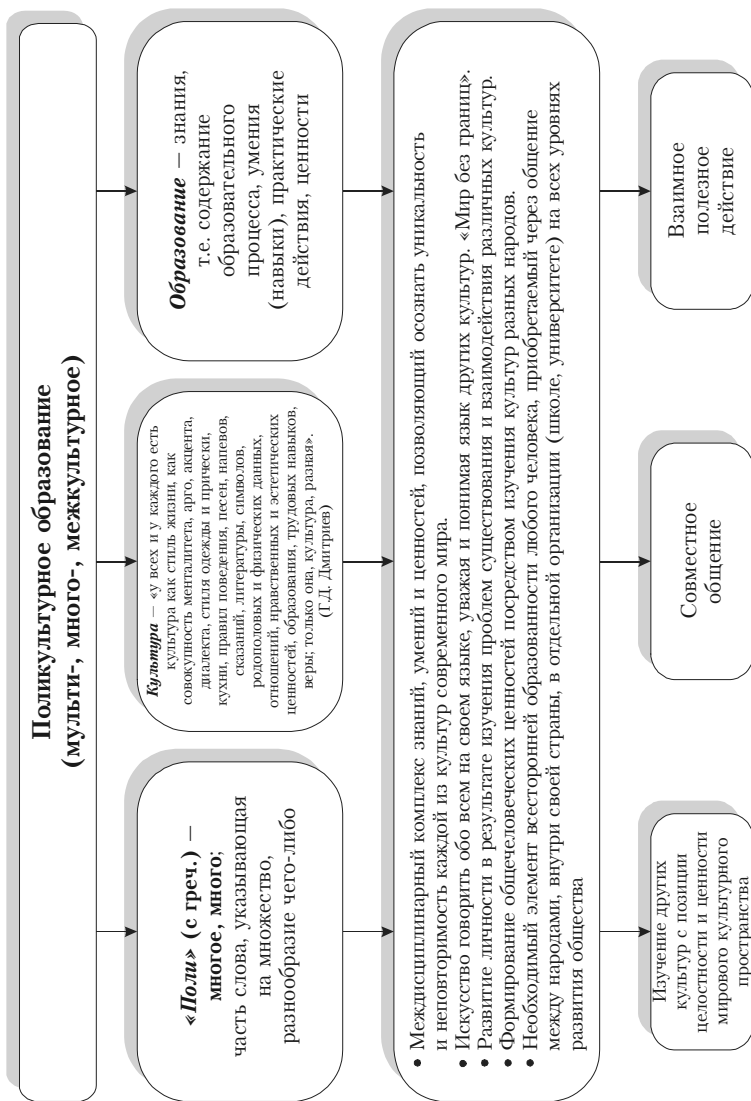 Поликультурное образование
(мульти-, много-, межкультурное)
«Поли» (с греч.) —
многое, много;
часть слова, указывающая
на множество,
разнообразие чего-либо
Культура — «у всех и у каждого есть
культура как стиль жизни, как
совокупность менталитета, арго, акцента,
диалекта, стиля одежды и прически,
кухни, правил поведения, песен, напевов,
сказаний, литературы, символов,
родополовых и физических данных,
отношений, нравственных и эстетических
ценностей, образования, трудовых навыков,
веры; только она, культура, разная».
(Г.Д. Дмитриев)
Образование — знания,
т.е. содержание
образовательного
процесса, умения
(навыки), практические
действия, ценности
• Междисциплинарный комплекс знаний, умений и ценностей, позволяющий осознать уникальность
и неповторимость каждой из культур современного мира.
• Искусство говорить обо всем на своем языке, уважая и понимая язык других культур. «Мир без границ».
• Развитие личности в результате изучения проблем существования и взаимодействия различных культур.
• Формирование общечеловеческих ценностей посредством изучения культур разных народов.
• Необходимый элемент всесторонней образованности любого человека, приобретаемый через общение
между народами, внутри своей страны, в отдельной организации (школе, университете) на всех уровнях
развития общества
Изучение других
культур с позиции
целостности и ценности
мирового культурного
пространства
Совместное
общение
Взаимное
полезное
действие